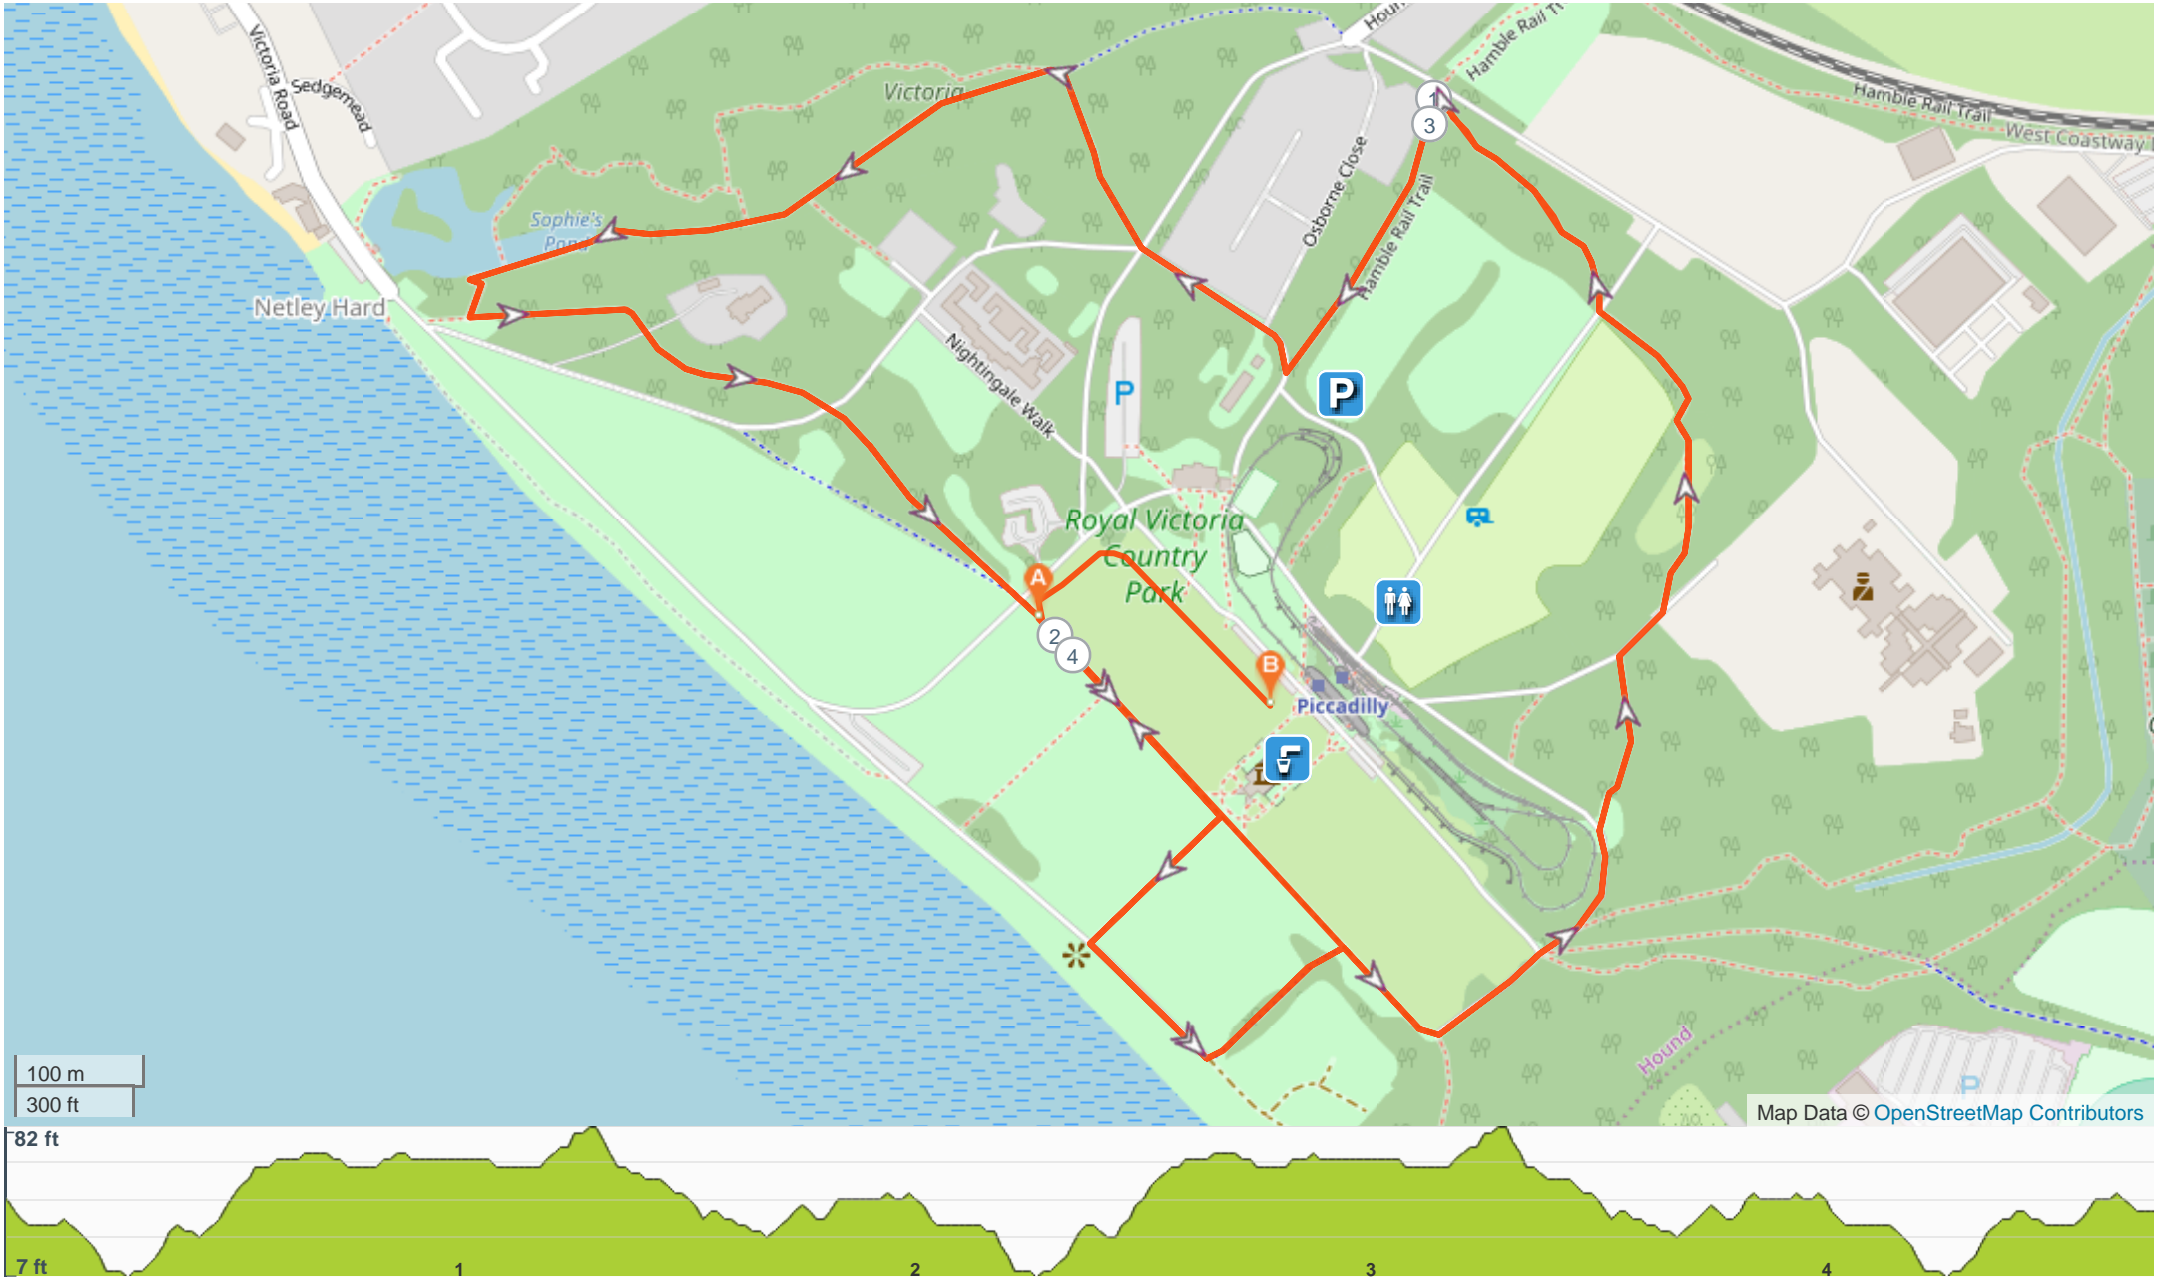 Victoria Road
Sedgemead
Victoria
Houn
Hamble Rail Tr
Hamble Rail Trail
West Coastway L
1
3
Osborne Close
Hamble Rail Trail
Sophie's
Pond
Netley Hard
Nightingale Walk
P
P
Royal Victoria
Country
Park
A
2
4
B
Piccadilly
Hound
P
100 m
300 ft
Map Data © OpenStreetMap Contributors
82 ft
7 ft
1
2
3
4